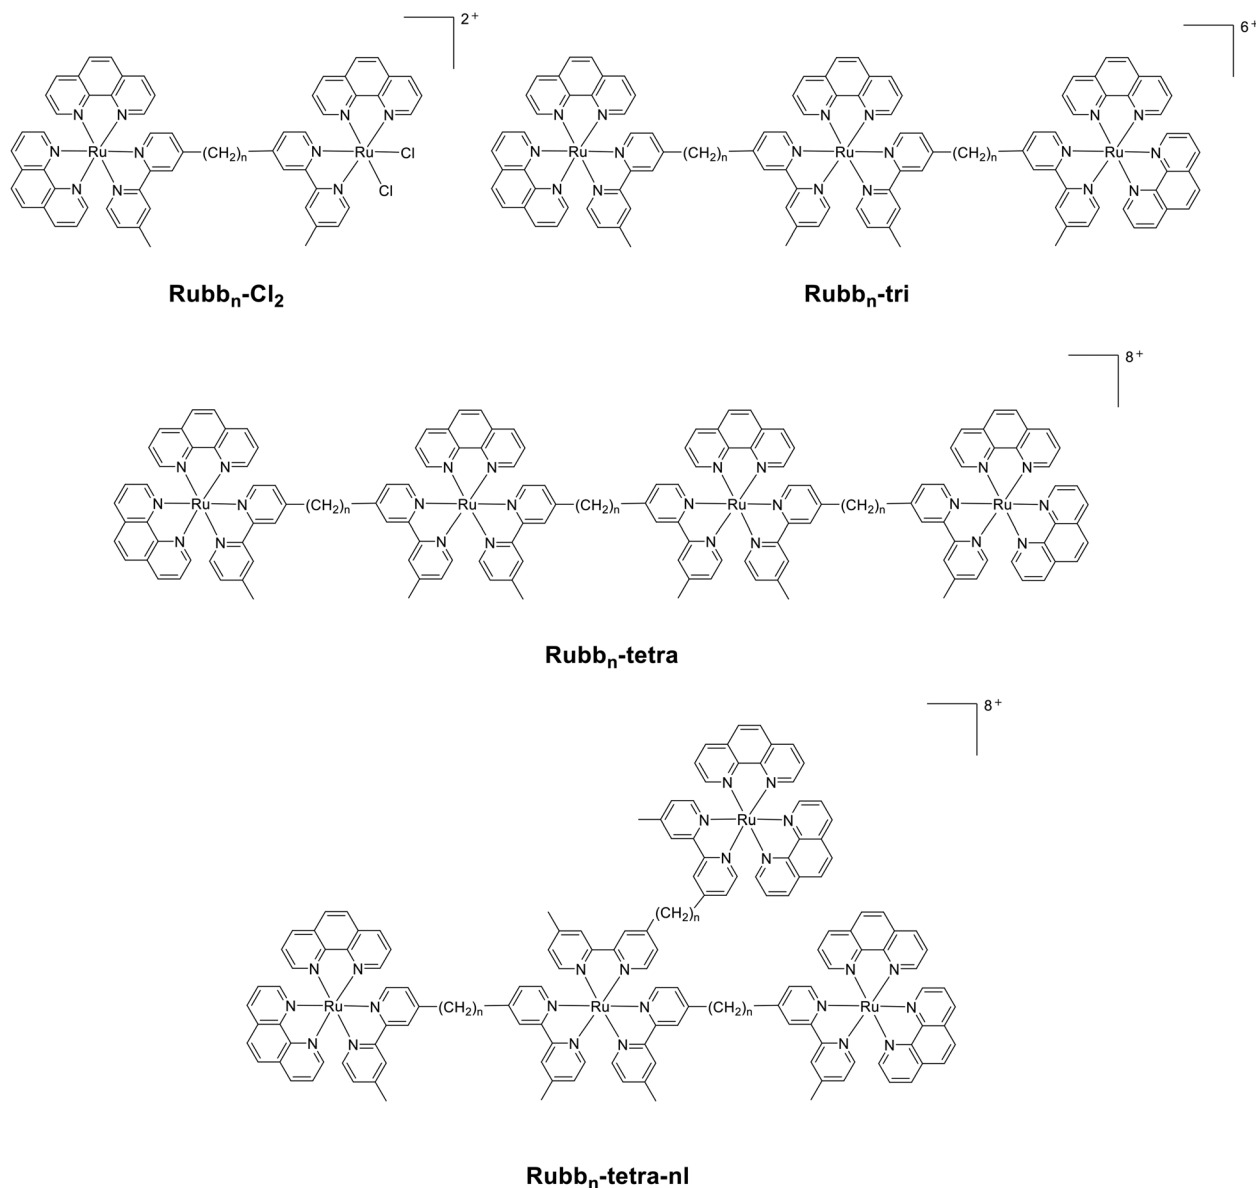 2+
6+
N N N N N N N
N Ru N (CH2)n N Ru Cl N Ru N (CH2)n N Ru N (CH2)n N Ru N
N N N Cl N N N N N N
Rubbn-Cl2 Rubbn-tri
8+
N N N N N N N N
N Ru N (CH2)n N Ru N (CH2)n N Ru N (CH2)n N Ru N
N N N N N N N N
Rubbn-tetra
8+
N N
N Ru N
N N
(CH2)n
N N N N N N
N Ru N (CH2)n N Ru N (CH2)n N Ru N
N N N N N N
Rubbn-tetra-nl